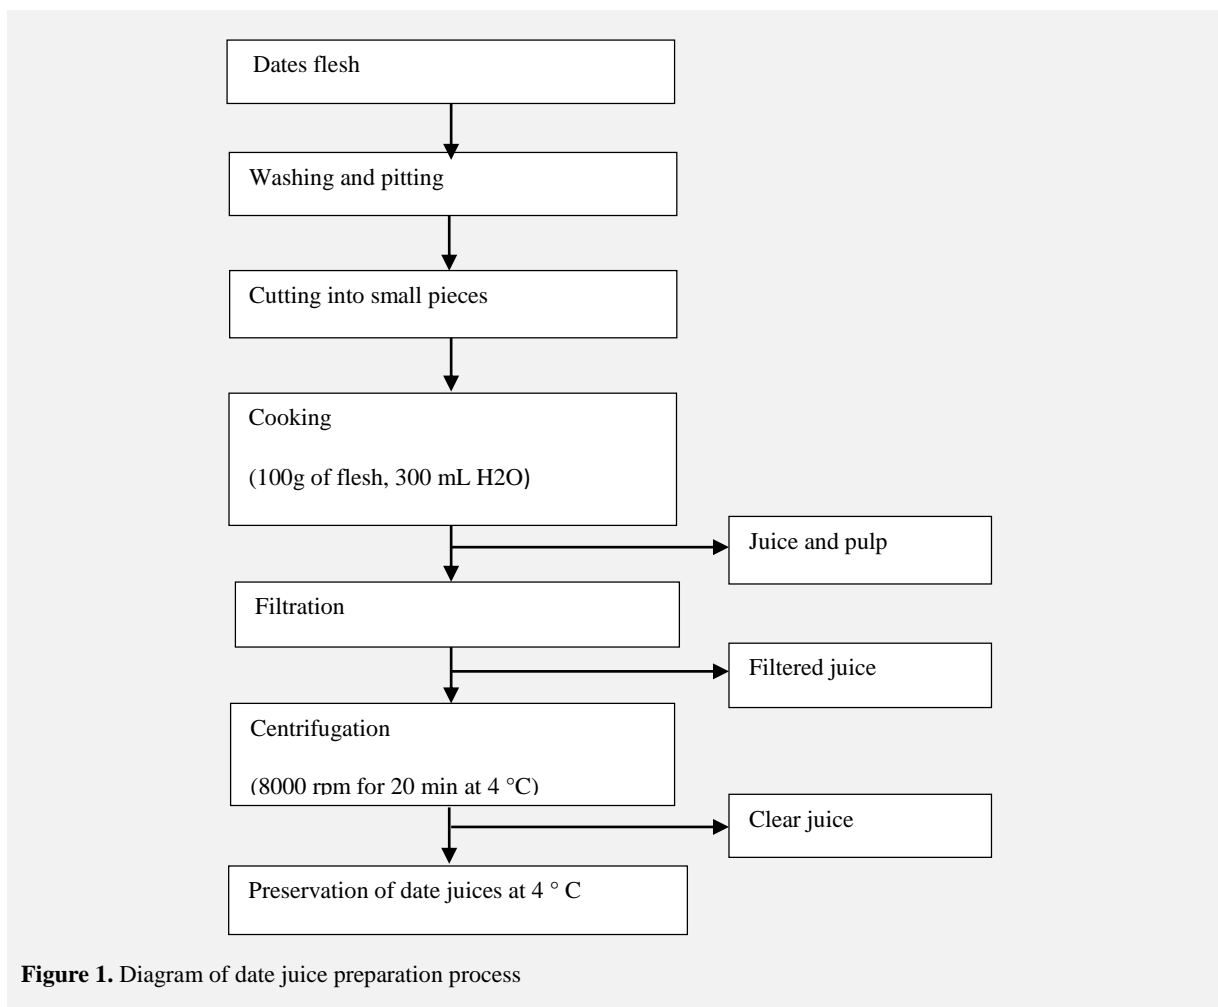 Dates flesh
Washing and pitting
Cutting into small pieces
Cooking
(100g of flesh, 300 mL H2O)
Juice and pulp
Filtration
Filtered juice
Centrifugation
(8000 rpm for 20 min at 4 °C)
Clear juice
Preservation of date juices at 4 ° C
Figure 1. Diagram of date juice preparation process